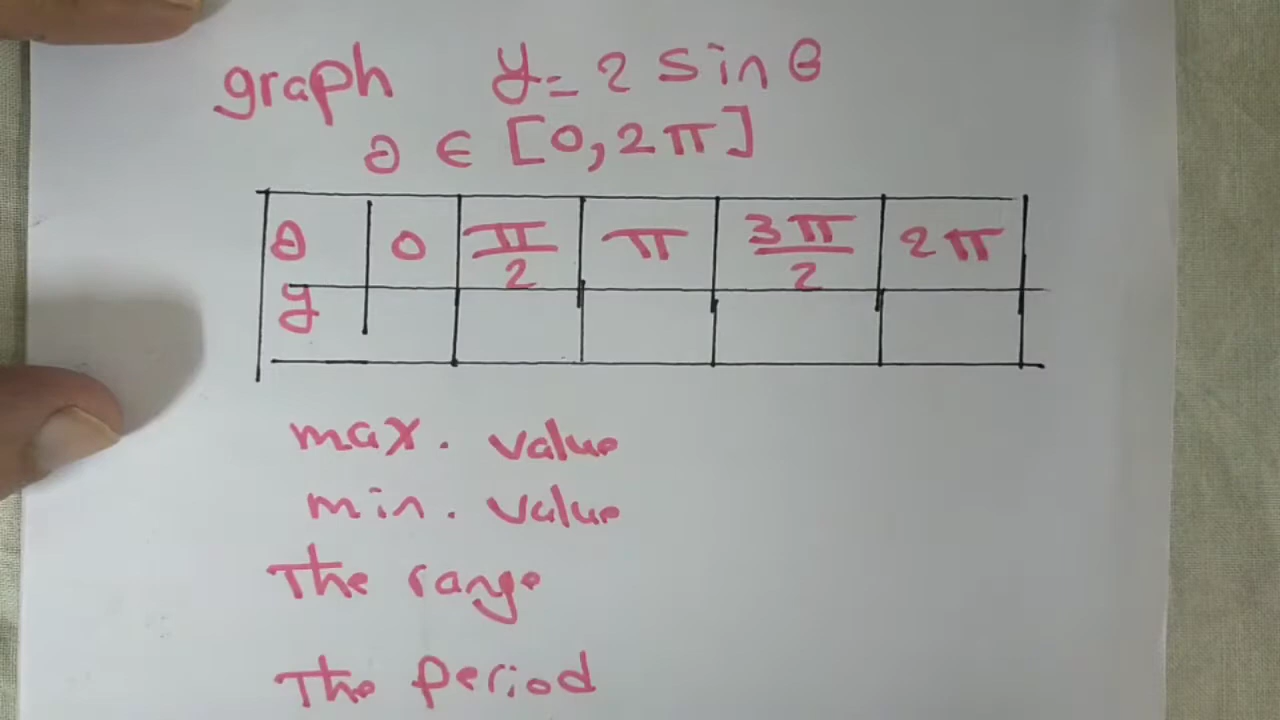 graph y = 2 sin θ
θ ∈ [0, 2π]
θ 0 π/2 π 3π/2 2π
y
max. value
min. value
The range
The period